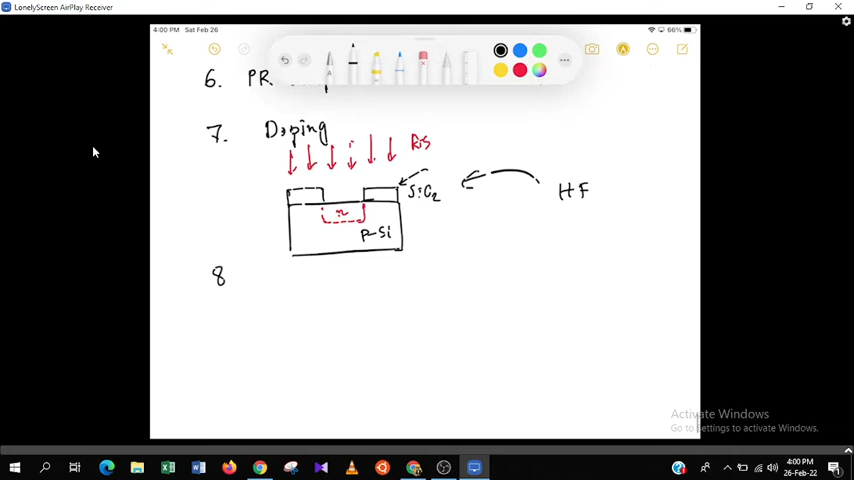 LonelyScreen AirPlay Receiver
4:00 PM Sat Feb 26
66%
6. PR
7. Doping
SiO2
HF
n
p-Si
8
Activate Windows
Go to Settings to activate Windows.
4:00 PM
26-Feb-22